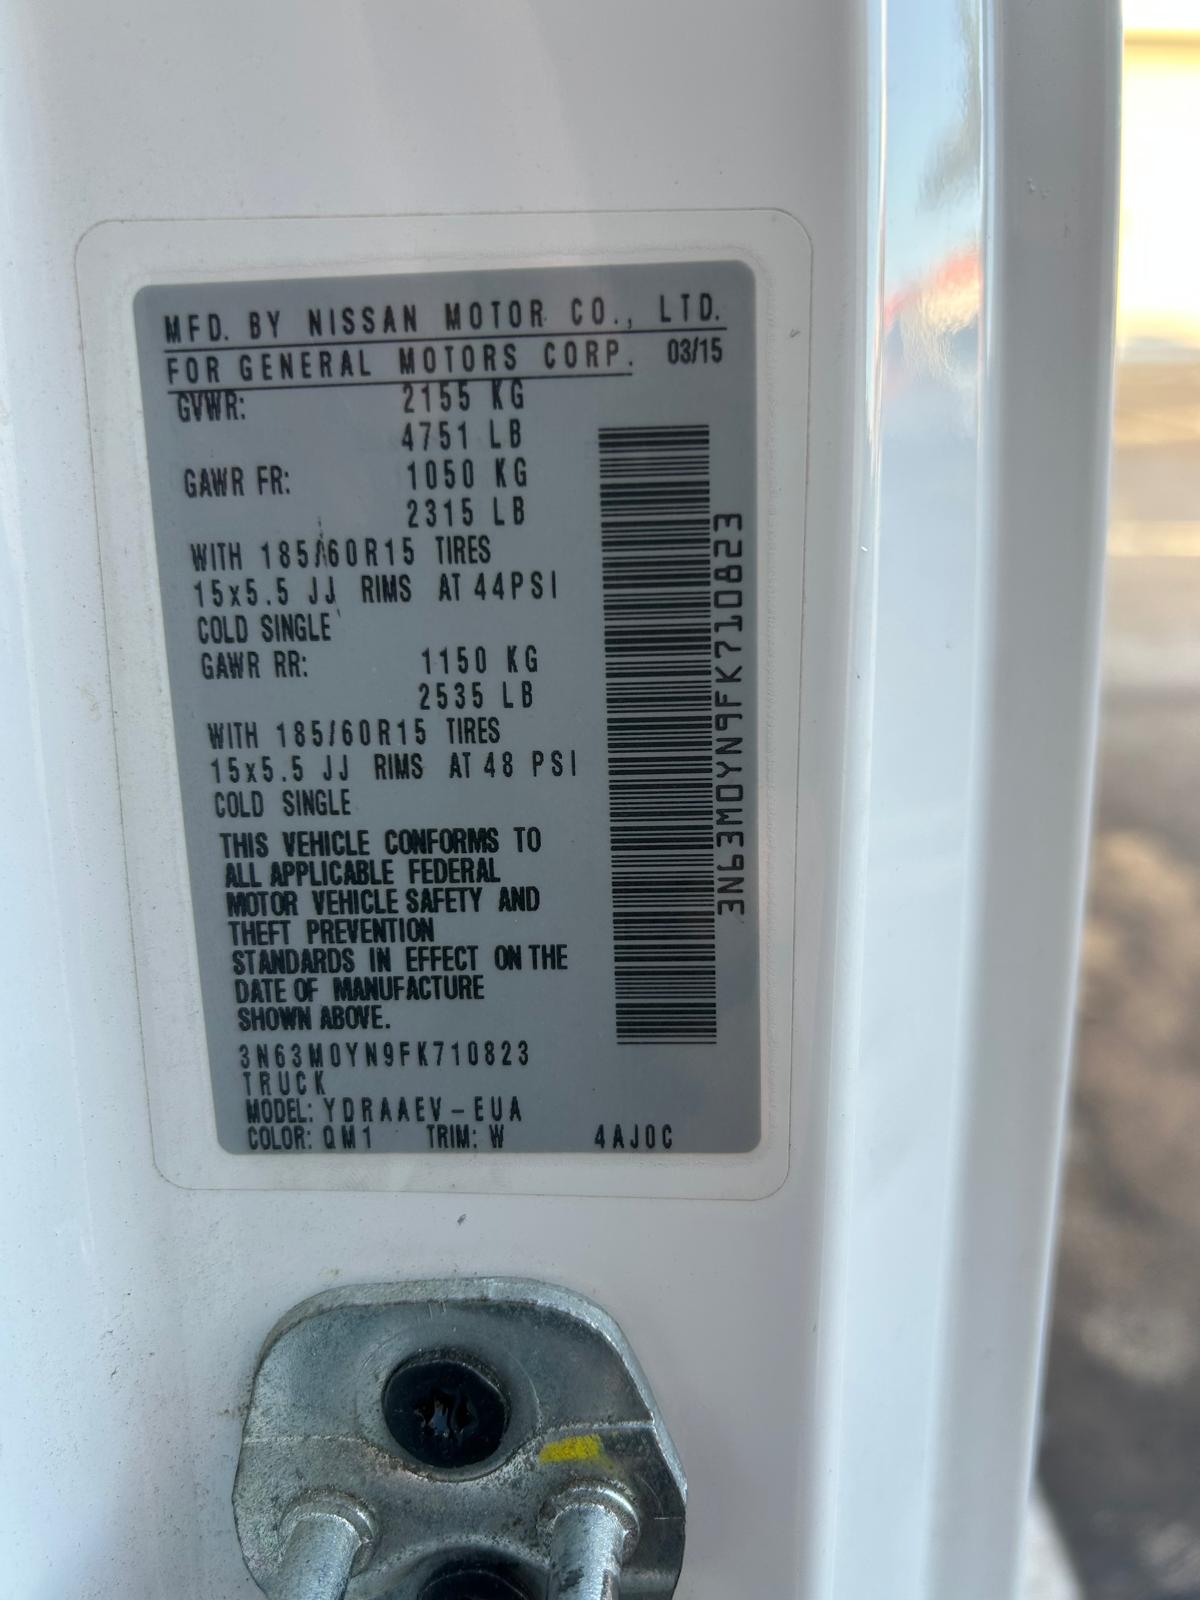 MFD. BY NISSAN MOTOR CO., LTD.
FOR GENERAL MOTORS CORP. 03/15
GVWR: 2155 KG
4751 LB
GAWR FR: 1050 KG
2315 LB
WITH 185/60R15 TIRES
15x5.5 JJ RIMS AT 44PSI
COLD SINGLE
GAWR RR: 1150 KG
2535 LB
WITH 185/60R15 TIRES
15x5.5 JJ RIMS AT 48 PSI
COLD SINGLE
THIS VEHICLE CONFORMS TO
ALL APPLICABLE FEDERAL
MOTOR VEHICLE SAFETY AND
THEFT PREVENTION
STANDARDS IN EFFECT ON THE
DATE OF MANUFACTURE
SHOWN ABOVE.
3N63M0YN9FK710823
TRUCK
MODEL: YDRAAEV-EUA
COLOR: QM1 TRIM: W 4AJ0C
3N63M0YN9FK710823